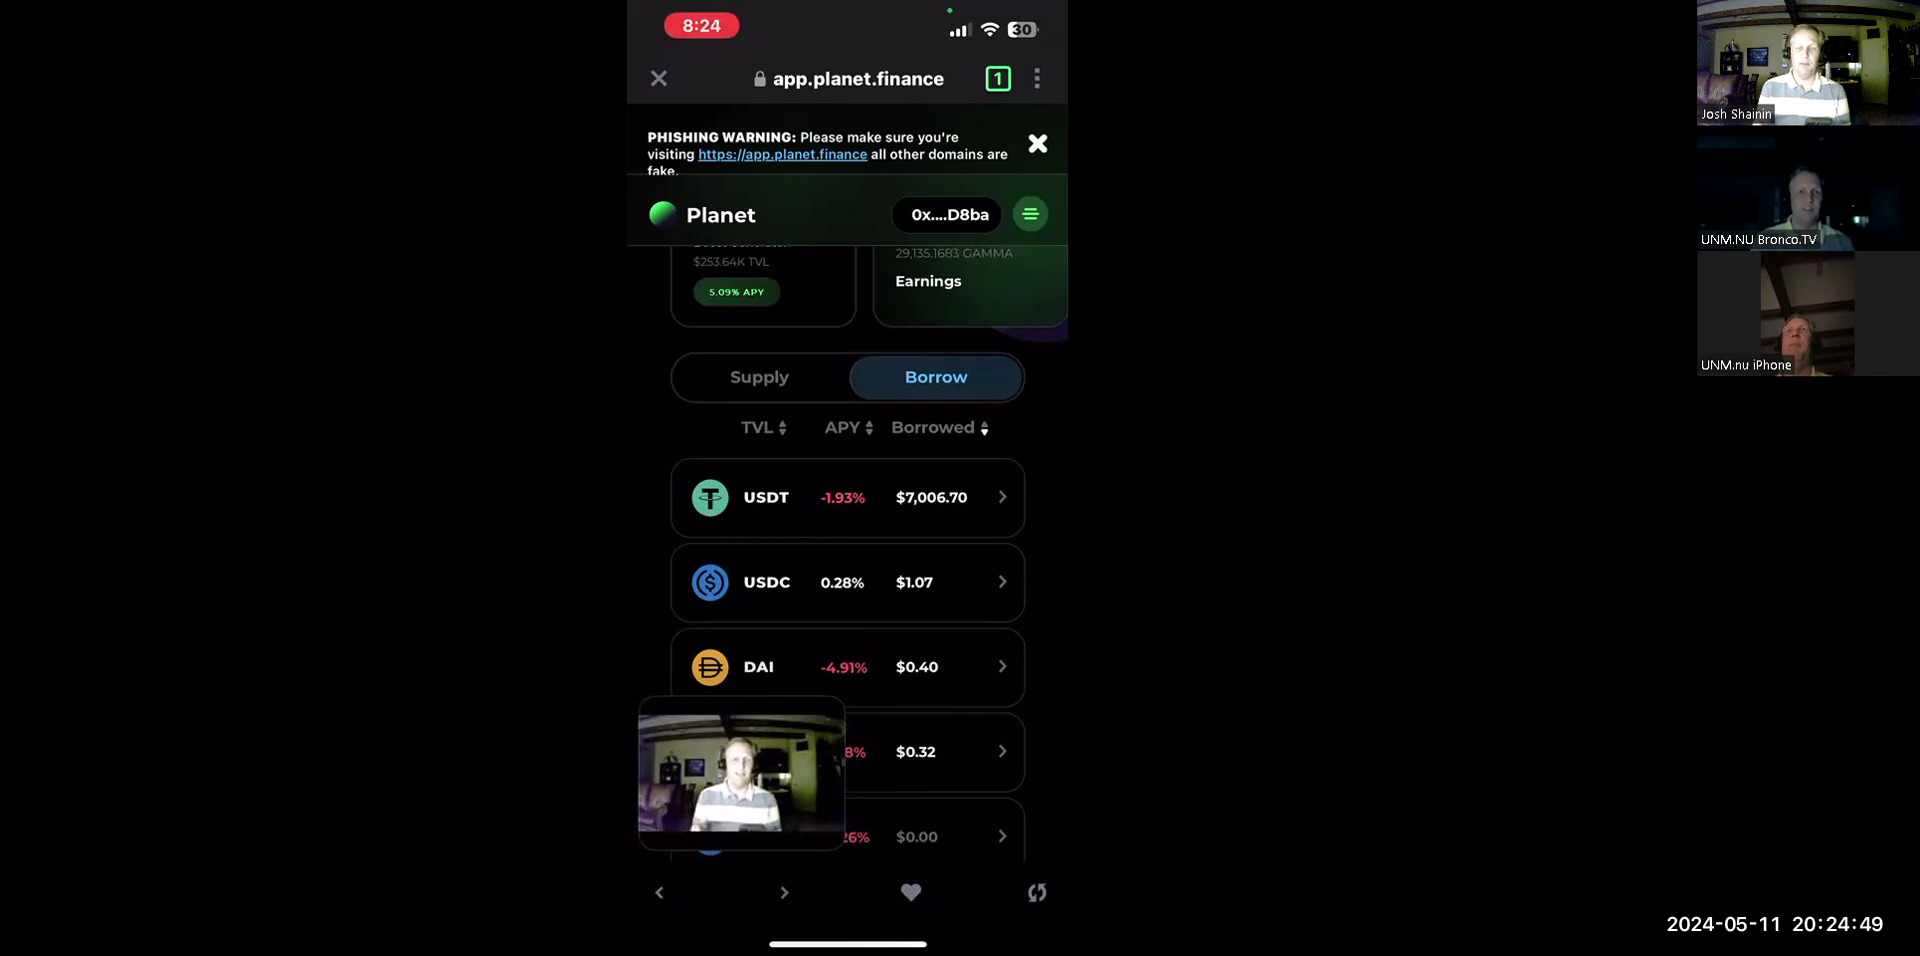 8:24
30
app.planet.finance
1
PHISHING WARNING: Please make sure you're
visiting https://app.planet.finance all other domains are
fake.
Planet
0x....D8ba
$253.64K TVL
5.09% APY
29,135.1683 GAMMA
Earnings
Supply
Borrow
TVL
APY
Borrowed
USDT
-1.93%
$7,006.70
USDC
0.28%
$1.07
DAI
-4.91%
$0.40
8%
$0.32
26%
$0.00
Josh Shainin
UNM.NU Bronco.TV
UNM.nu iPhone
2024-05-11 20:24:49